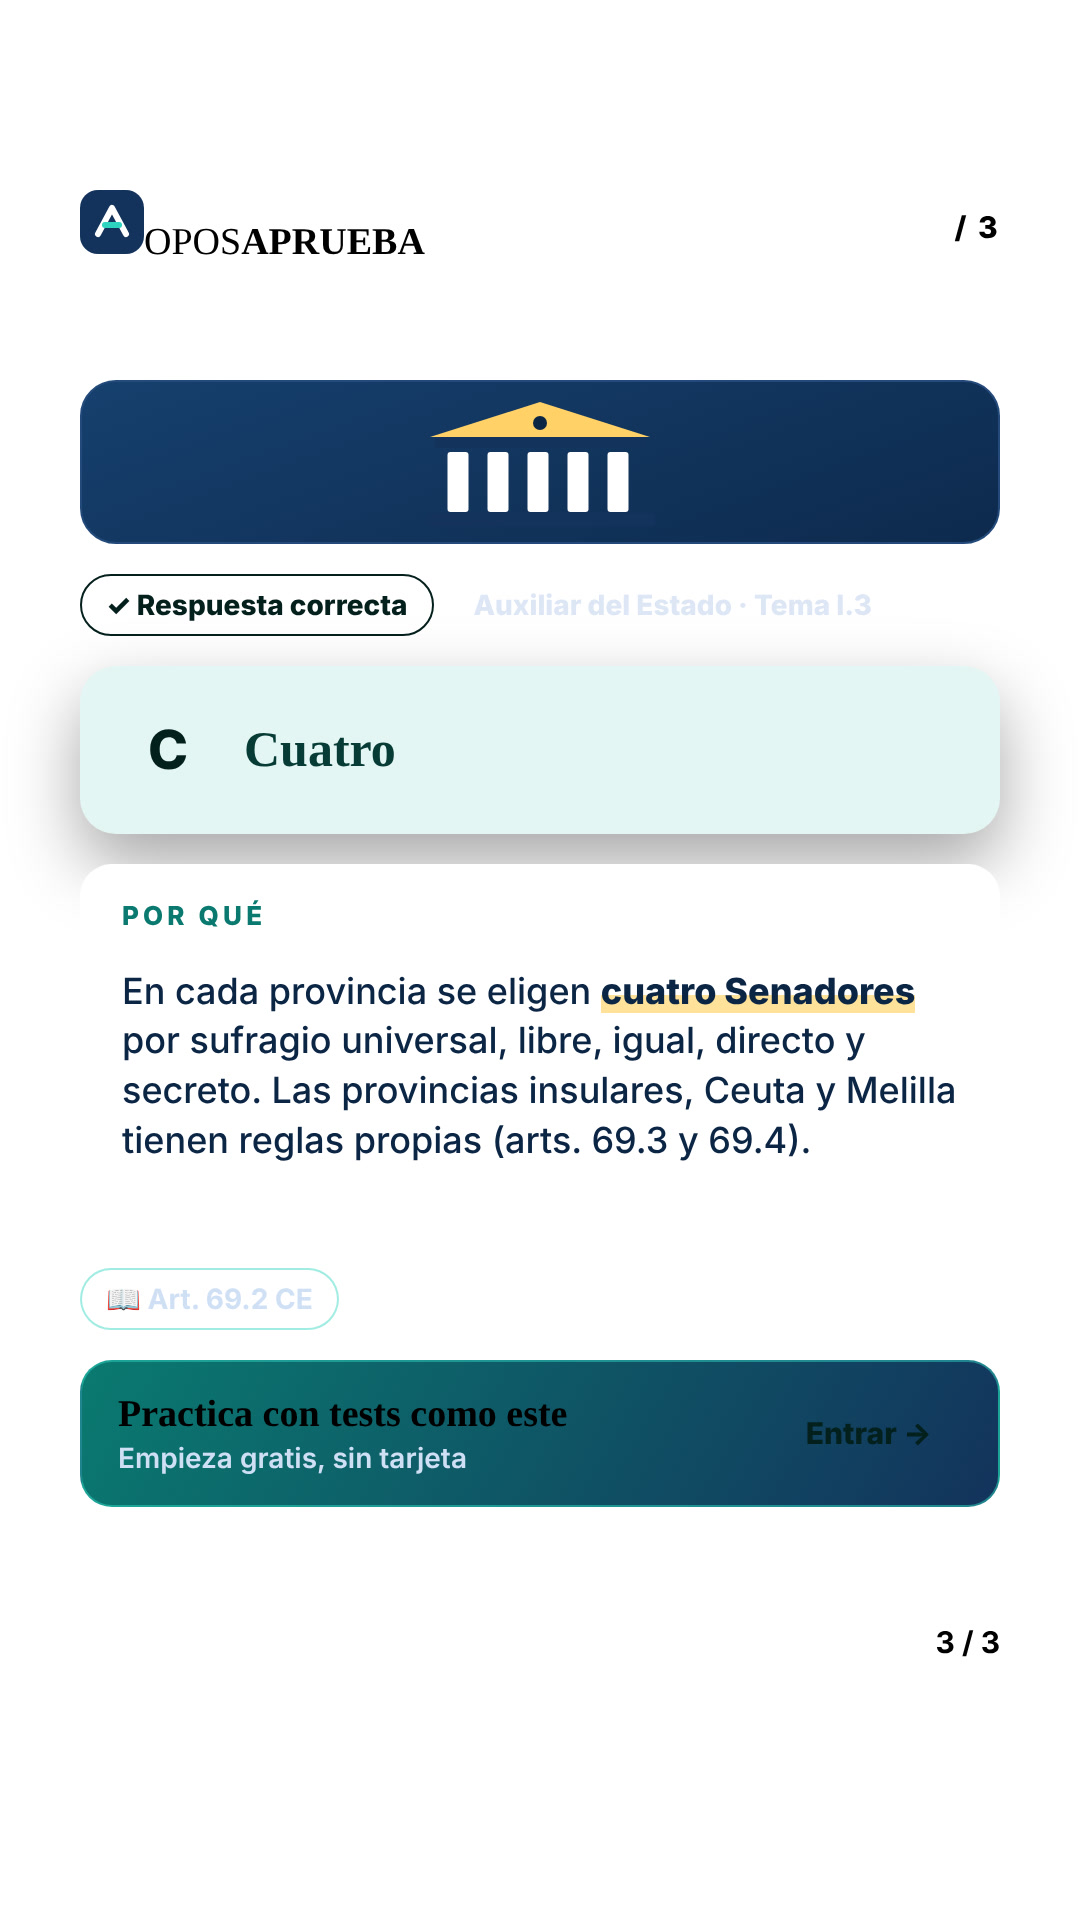 OPOSAPRUEBA
/ 3
✓ Respuesta correcta
Auxiliar del Estado · Tema I.3
C Cuatro
POR QUÉ
En cada provincia se eligen cuatro Senadores
por sufragio universal, libre, igual, directo y
secreto. Las provincias insulares, Ceuta y Melilla
tienen reglas propias (arts. 69.3 y 69.4).
📖 Art. 69.2 CE
Practica con tests como este
Empieza gratis, sin tarjeta
Entrar →
3 / 3